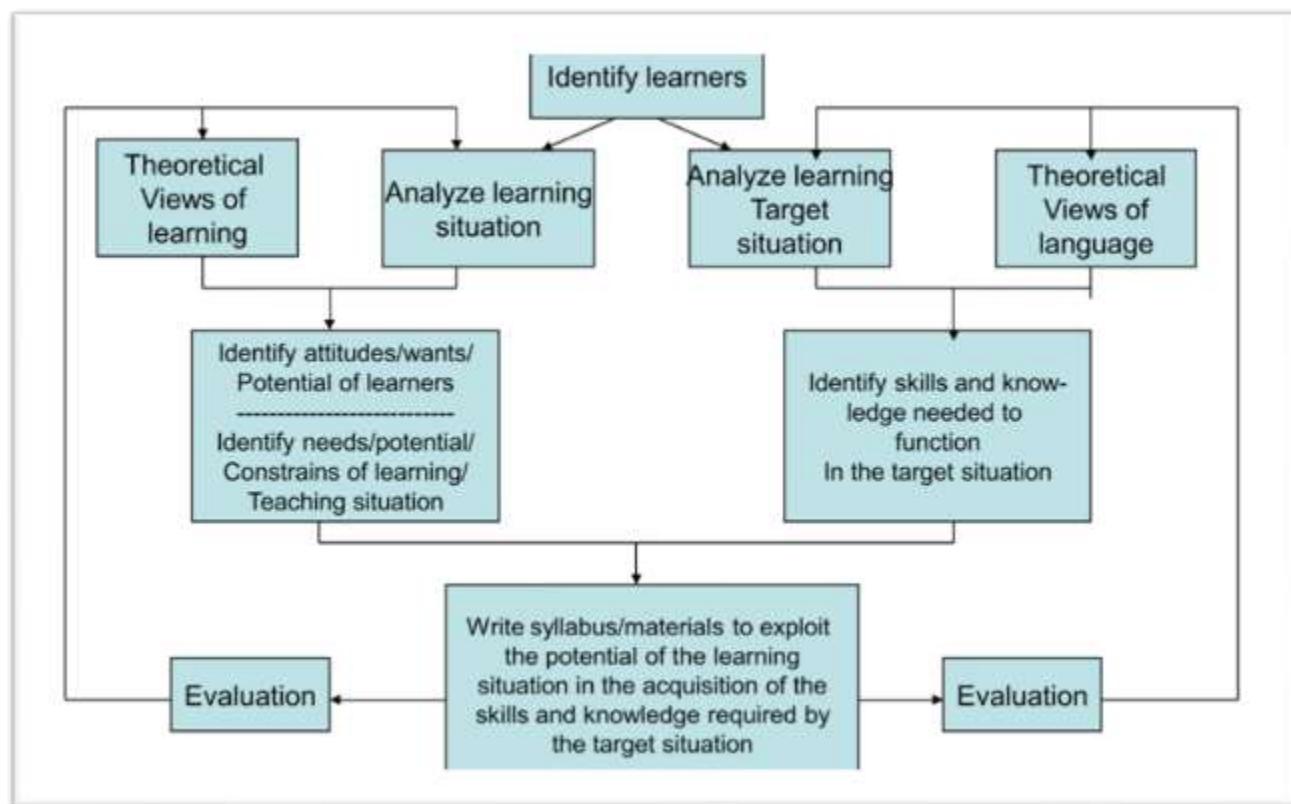 Identify learners
Theoretical
Views of
learning
Analyze learning
situation
Analyze learning
Target
situation
Theoretical
Views of
language
Identify attitudes/wants/
Potential of learners
---------------------------
Identify needs/potential/
Constrains of learning/
Teaching situation
Identify skills and know-
ledge needed to
function
In the target situation
Evaluation
Write syllabus/materials to exploit
the potential of the learning
situation in the acquisition of the
skills and knowledge required by
the target situation
Evaluation